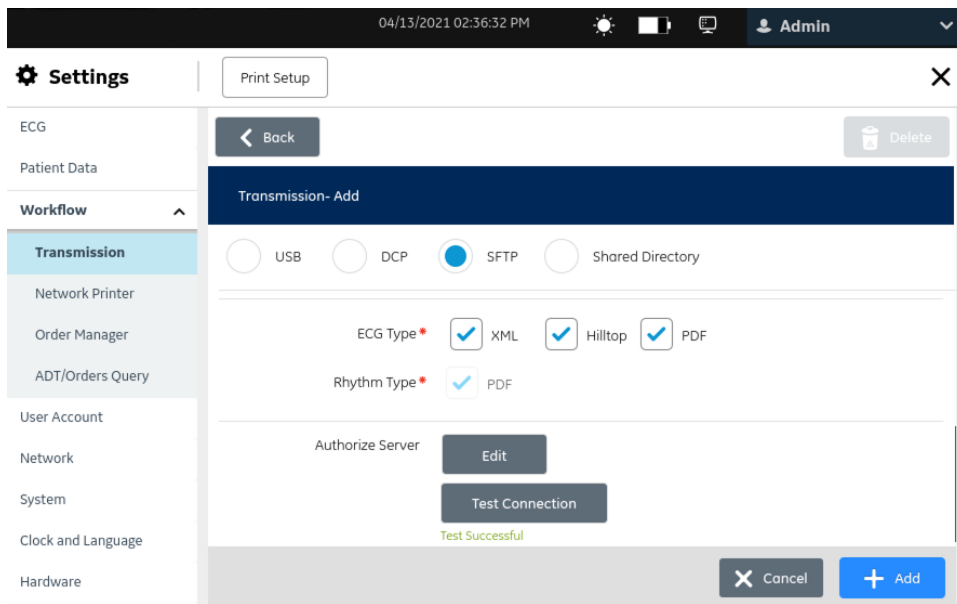 04/13/2021 02:36:32 PM
Admin
Settings
Print Setup
ECG
Patient Data
Workflow
Transmission
Network Printer
Order Manager
ADT/Orders Query
User Account
Network
System
Clock and Language
Hardware
Back
Delete
Transmission- Add
USB DCP SFTP Shared Directory
ECG Type* XML Hilltop PDF
Rhythm Type* PDF
Authorize Server Edit
Test Connection
Test Successful
Cancel Add